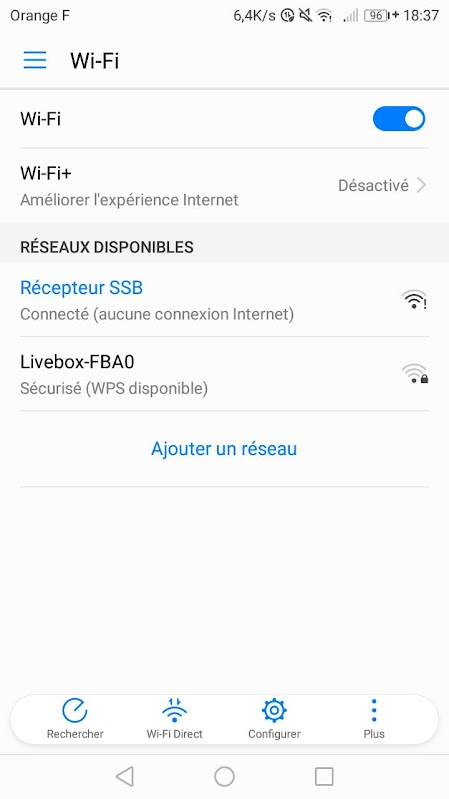 Orange F 6,4K/s 96 18:37
Wi-Fi
Wi-Fi
Wi-Fi+
Améliorer l'expérience Internet
Désactivé
RÉSEAUX DISPONIBLES
Récepteur SSB
Connecté (aucune connexion Internet)
Livebox-FBA0
Sécurisé (WPS disponible)
Ajouter un réseau
Rechercher Wi-Fi Direct Configurer Plus